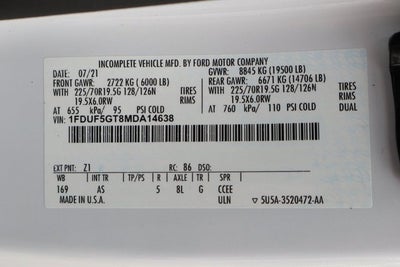 INCOMPLETE VEHICLE MFD. BY FORD MOTOR COMPANY
DATE: 07/21 GVWR: 8845 KG (19500 LB)
FRONT GAWR: 2722 KG (6000 LB) REAR GAWR: 6671 KG (14706 LB)
WITH 225/70R19.5G 128/126N TIRES WITH 225/70R19.5G 128/126N TIRES
19.5X6.0RW RIMS 19.5X6.0RW RIMS
AT 655 kPa/ 95 PSI COLD AT 760 kPa/ 110 PSI COLD
VIN: 1FDUF5GT8MDA14638
EXT PNT: Z1 RC: 86 DSO:
WB INT TR TP/PS R AXLE TR SPR
169 AS 5 8L G CCEE
MADE IN U.S.A. ULN ▽ 5U5A-3520472-AA